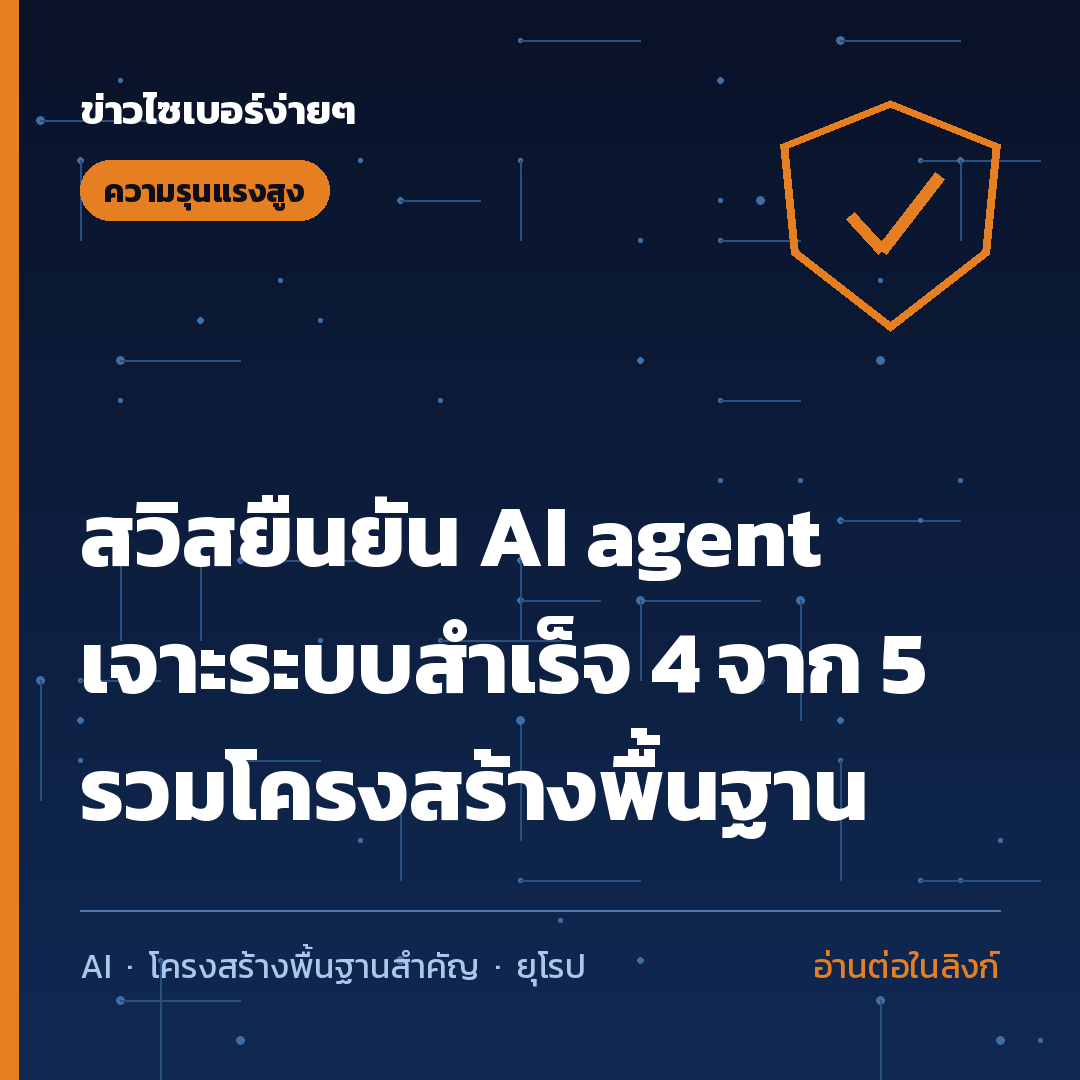 ข่าวไซเบอร์ง่ายๆ
ความรุนแรงสูง
สวิสยืนยัน AI agent
เจาะระบบสำเร็จ 4 จาก 5
รวมโครงสร้างพื้นฐาน
AI · โครงสร้างพื้นฐานสำคัญ · ยุโรป
อ่านต่อในลิงก์